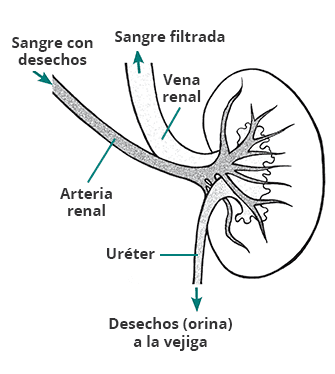 Sangre con
desechos
Sangre filtrada
Vena
renal
Arteria
renal
Uréter
Desechos (orina)
a la vejiga